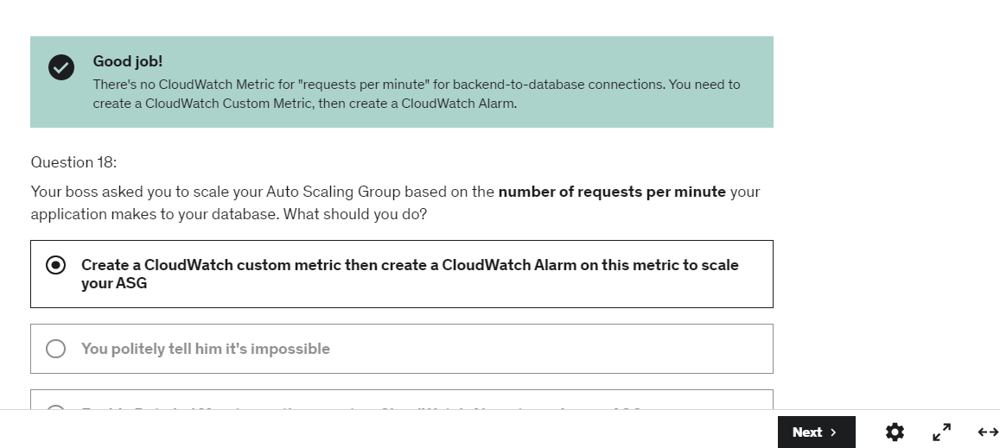 Good job!
There's no CloudWatch Metric for "requests per minute" for backend-to-database connections. You need to
create a CloudWatch Custom Metric, then create a CloudWatch Alarm.
Question 18:
Your boss asked you to scale your Auto Scaling Group based on the number of requests per minute your
application makes to your database. What should you do?
Create a CloudWatch custom metric then create a CloudWatch Alarm on this metric to scale
your ASG
You politely tell him it's impossible
Next